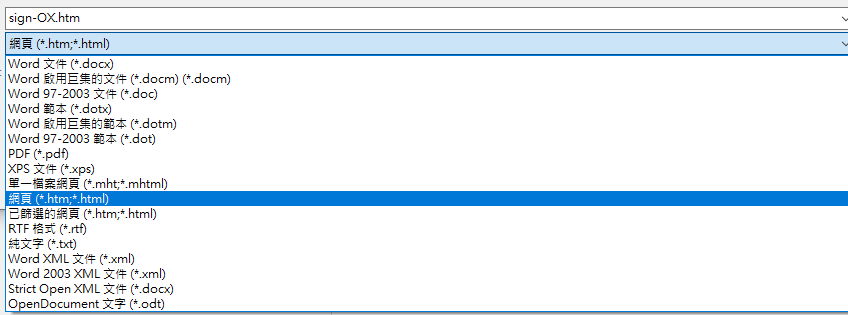 sign-OX.htm
網頁 (*.htm;*.html)
Word 文件 (*.docx)
Word 啟用巨集的文件 (*.docm) (*.docm)
Word 97-2003 文件 (*.doc)
Word 範本 (*.dotx)
Word 啟用巨集的範本 (*.dotm)
Word 97-2003 範本 (*.dot)
PDF (*.pdf)
XPS 文件 (*.xps)
單一檔案網頁 (*.mht;*.mhtml)
網頁 (*.htm;*.html)
已篩選的網頁 (*.htm;*.html)
RTF 格式 (*.rtf)
純文字 (*.txt)
Word XML 文件 (*.xml)
Word 2003 XML 文件 (*.xml)
Strict Open XML 文件 (*.docx)
OpenDocument 文字 (*.odt)